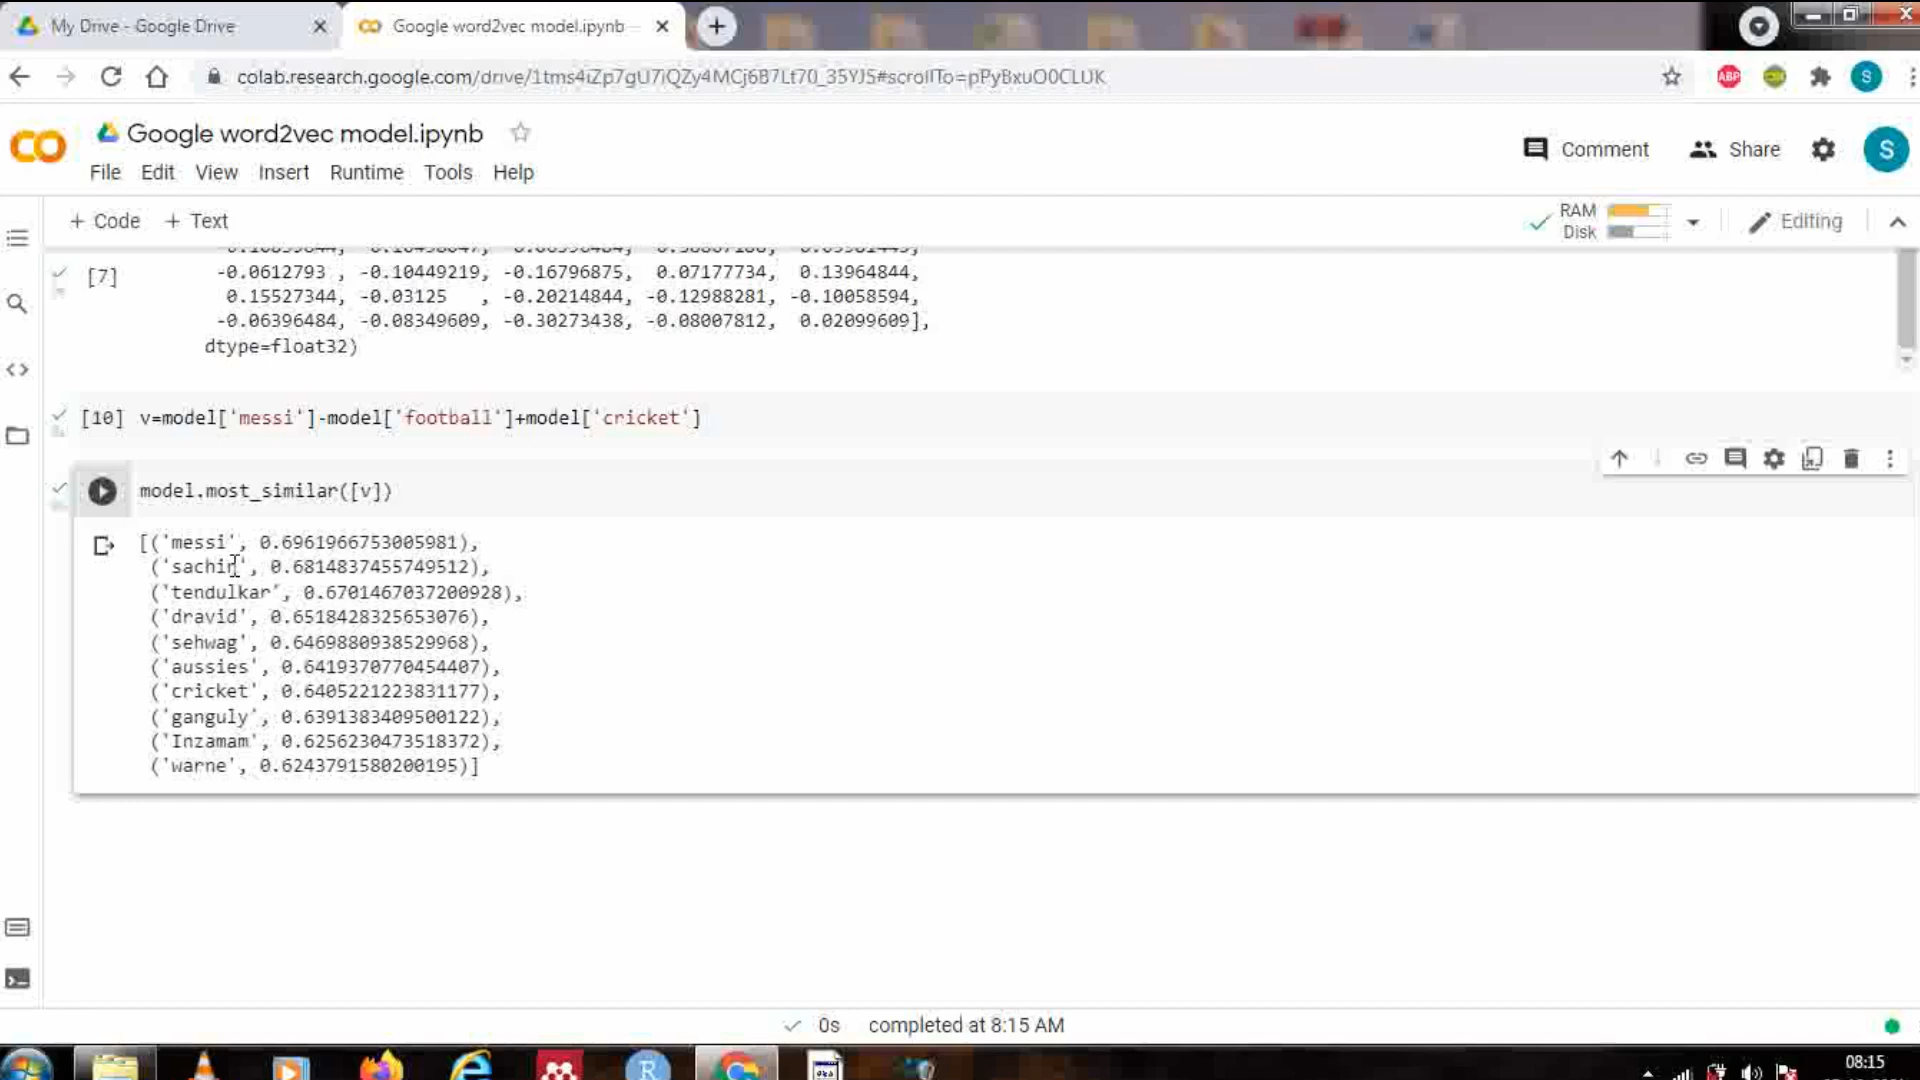 My Drive - Google Drive
Google word2vec model.ipynb
colab.research.google.com/drive/1tms4iZp7gU7iQZy4MCj6B7Lt70_35YJ5#scrollTo=pPyBxuO0CLUK
ABP
S
Google word2vec model.ipynb
Comment
Share
S
File Edit View Insert Runtime Tools Help
+ Code + Text
RAM
Disk
Editing
[7]
-0.0612793 , -0.10449219, -0.16796875, 0.07177734, 0.13964844,
0.15527344, -0.03125 , -0.20214844, -0.12988281, -0.10058594,
-0.06396484, -0.08349609, -0.30273438, -0.08007812, 0.02099609],
dtype=float32)
[10] v=model['messi']-model['football']+model['cricket']
model.most_similar([v])
[('messi', 0.6961966753005981),
('sachin', 0.6814837455749512),
('tendulkar', 0.6701467037200928),
('dravid', 0.6518428325653076),
('sehwag', 0.6469880938529968),
('aussies', 0.6419370770454407),
('cricket', 0.6405221223831177),
('ganguly', 0.6391383409500122),
('Inzamam', 0.6256230473518372),
('warne', 0.6243791580200195)]
0s completed at 8:15 AM
08:15